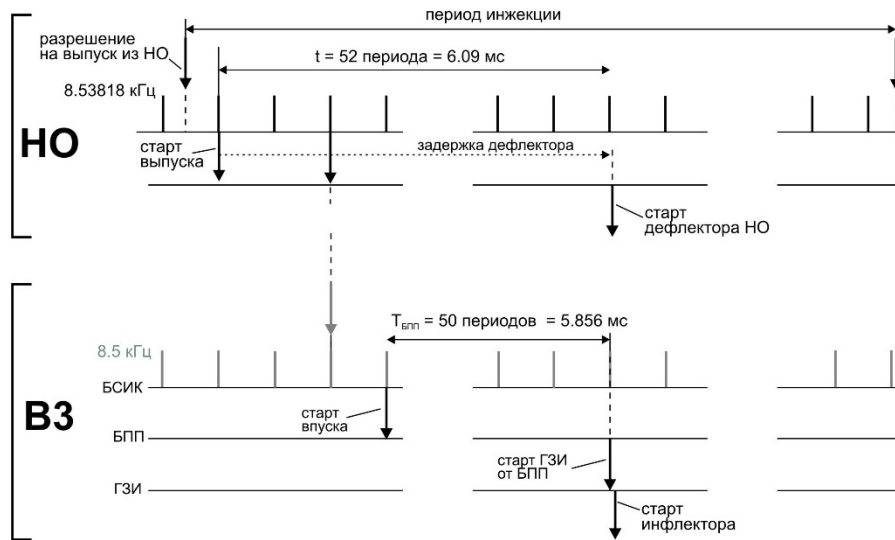 период инжекции
разрешение
на выпуск из НО
t = 52 периода = 6.09 мс
8.53818 кГц
НО
старт
выпуска
задержка дефлектора
старт
дефлектора НО
TБПП = 50 периодов = 5.856 мс
8.5 кГц
БСИК
В3
старт
впуска
БПП
старт ГЗИ
от БПП
ГЗИ
старт
инфлектора